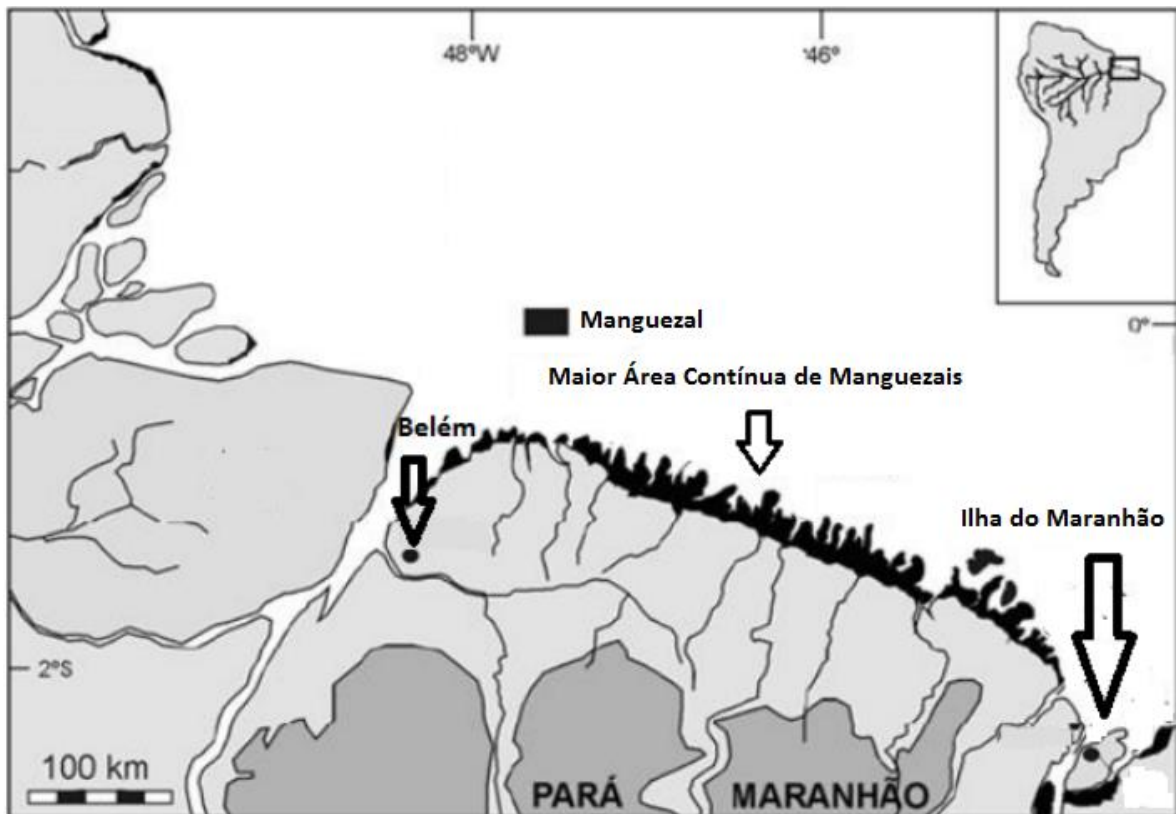 48°W
46°
0°
Manguezal
Maior Área Contínua de Manguezais
Belém
Ilha do Maranhão
2°S
100 km
PARÁ
MARANHÃO